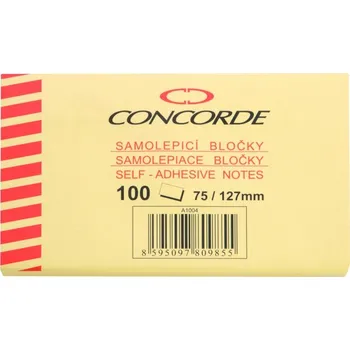 CONCORDE
SAMOLEPICÍ BLOČKY
SAMOLEPIACE BLOČKY
SELF - ADHESIVE NOTES
100 75 / 127mm
A1004
8 595097 809855